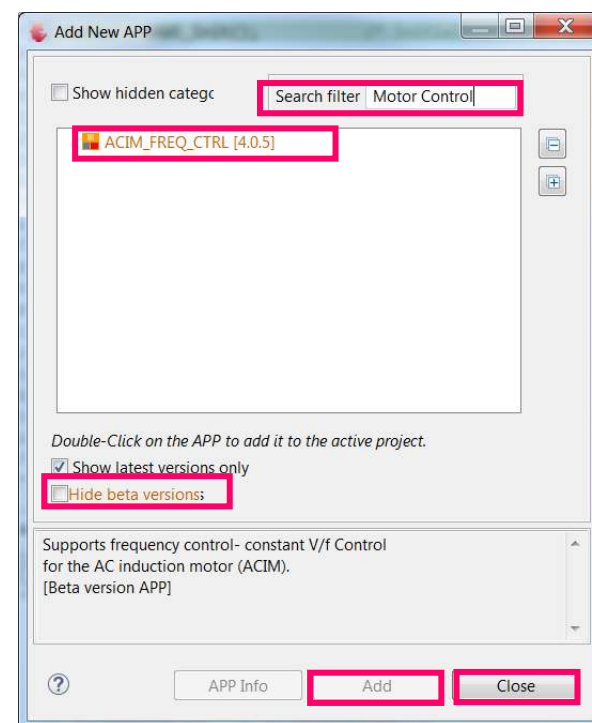 Add New APP
Show hidden catego
Search filter Motor Control
ACIM_FREQ_CTRL [4.0.5]
Double-Click on the APP to add it to the active project.
Show latest versions only
Hide beta versions
Supports frequency control- constant V/f Control
for the AC induction motor (ACIM).
[Beta version APP]
APP Info Add Close